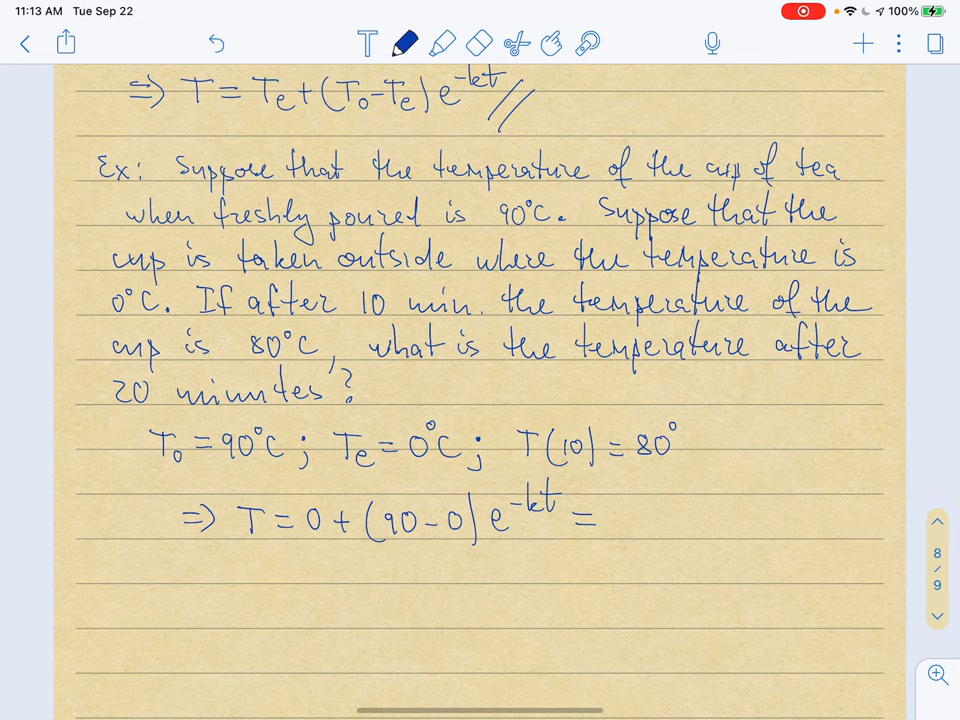 11:13 AM Tue Sep 22
100%
T
⇒ T = Te + (T₀ - Te) e^-kt //
Ex: Suppose that the temperature of the cup of tea
when freshly poured is 90°C. Suppose that the
cup is taken outside where the temperature is
0°C. If after 10 min. the temperature of the
cup is 80°C, what is the temperature after
20 minutes'?
T₀ = 90°C ; Te = 0°C ; T(10) = 80°
⇒ T = 0 + (90 - 0) e^-kt =
8
/
9